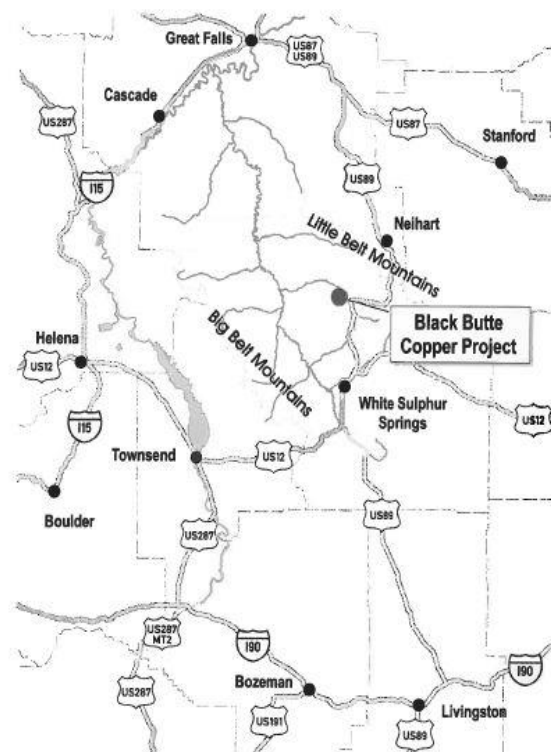 Great Falls
US87
US89
Cascade
US287
US87
Stanford
I15
US89
Neihart
Little Belt Mountains
Black Butte
Copper Project
Big Belt Mountains
Helena
US12
White Sulphur
Springs
US12
I15
Townsend
US12
Boulder
US89
US287
US287
MT2
I90
I90
US287
Bozeman
US191
Livingston
US89